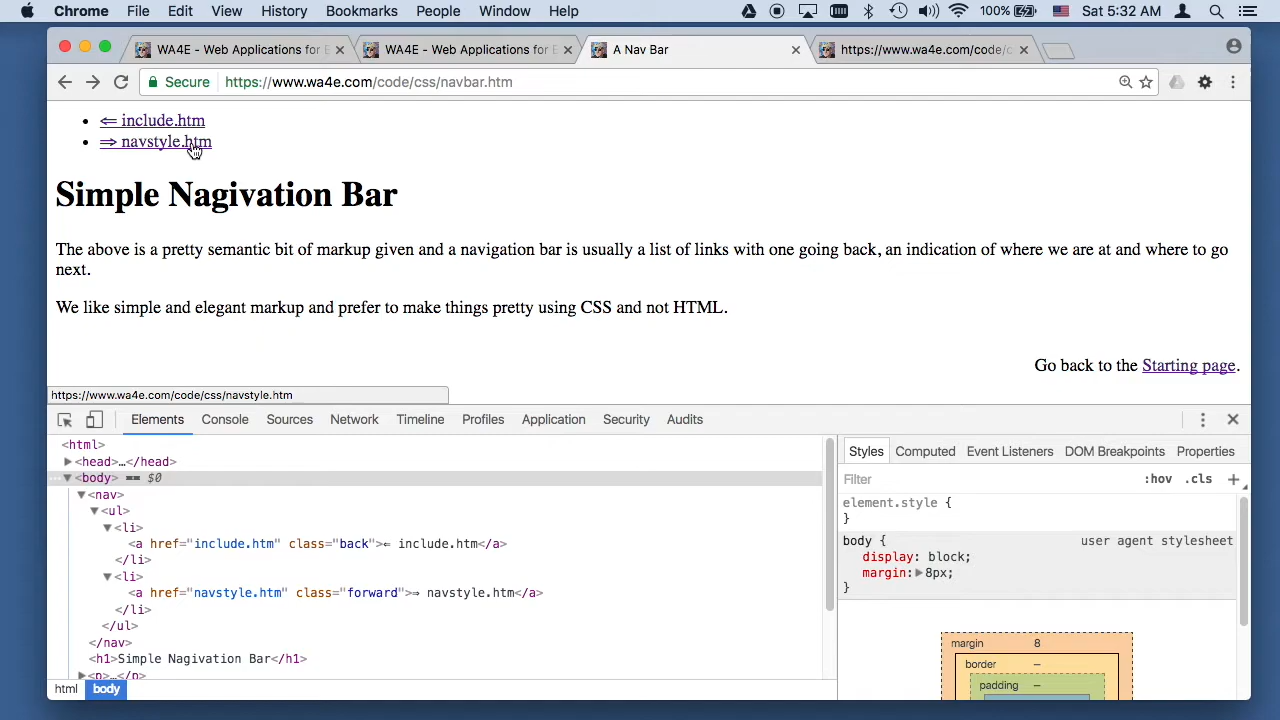 Chrome File Edit View History Bookmarks People Window Help 100% Sat 5:32 AM
WA4E - Web Applications for E WA4E - Web Applications for E A Nav Bar https://www.wa4e.com/code/c
Secure https://www.wa4e.com/code/css/navbar.htm
• ⇐ include.htm
• ⇒ navstyle.htm
Simple Nagivation Bar
The above is a pretty semantic bit of markup given and a navigation bar is usually a list of links with one going back, an indication of where we are at and where to go
next.
We like simple and elegant markup and prefer to make things pretty using CSS and not HTML.
Go back to the Starting page.
https://www.wa4e.com/code/css/navstyle.htm
Elements Console Sources Network Timeline Profiles Application Security Audits
<html>
▶<head>…</head>
…▼<body> == $0
▼<nav>
▼<ul>
▼<li>
<a href="include.htm" class="back">⇐ include.htm</a>
</li>
▼<li>
<a href="navstyle.htm" class="forward">⇒ navstyle.htm</a>
</li>
</ul>
</nav>
<h1>Simple Nagivation Bar</h1>
▶<p>…</p>
html body
Styles Computed Event Listeners DOM Breakpoints Properties
Filter :hov .cls +
element.style {
}
body { user agent stylesheet
display: block;
margin:▶8px;
}
margin 8
border –
padding –